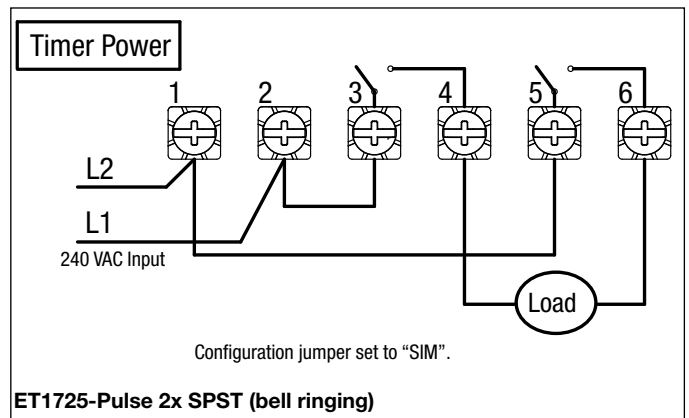 Timer Power
1 2 3 4 5 6
L2
L1
240 VAC Input
Load
Configuration jumper set to “SIM”.
ET1725-Pulse 2x SPST (bell ringing)